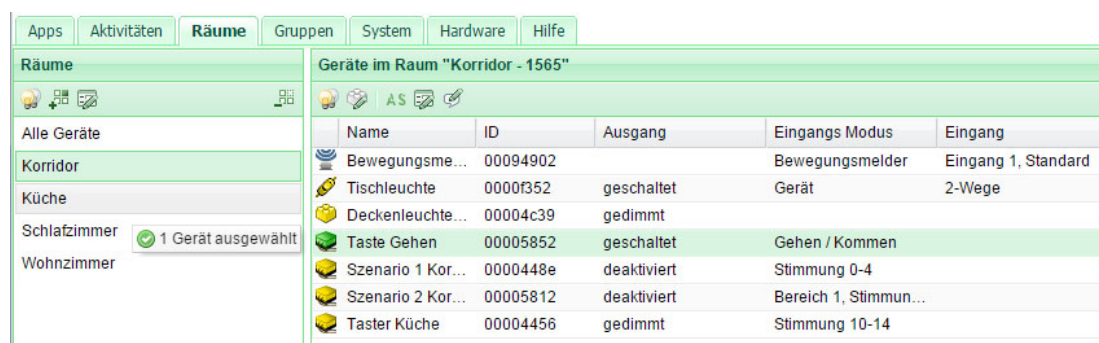 Apps Aktivitäten Räume Gruppen System Hardware Hilfe
Räume
Alle Geräte
Korridor
Küche
Schlafzimmer
Wohnzimmer
1 Gerät ausgewählt
Geräte im Raum "Korridor - 1565"
AS
Name ID Ausgang Eingangs Modus Eingang
Bewegungsme... 00094902 Bewegungsmelder Eingang 1, Standard
Tischleuchte 0000f352 geschaltet Gerät 2-Wege
Deckenleuchte... 00004c39 gedimmt
Taste Gehen 00005852 geschaltet Gehen / Kommen
Szenario 1 Kor... 0000448e deaktiviert Stimmung 0-4
Szenario 2 Kor... 00005812 deaktiviert Bereich 1, Stimmun...
Taster Küche 00004456 gedimmt Stimmung 10-14